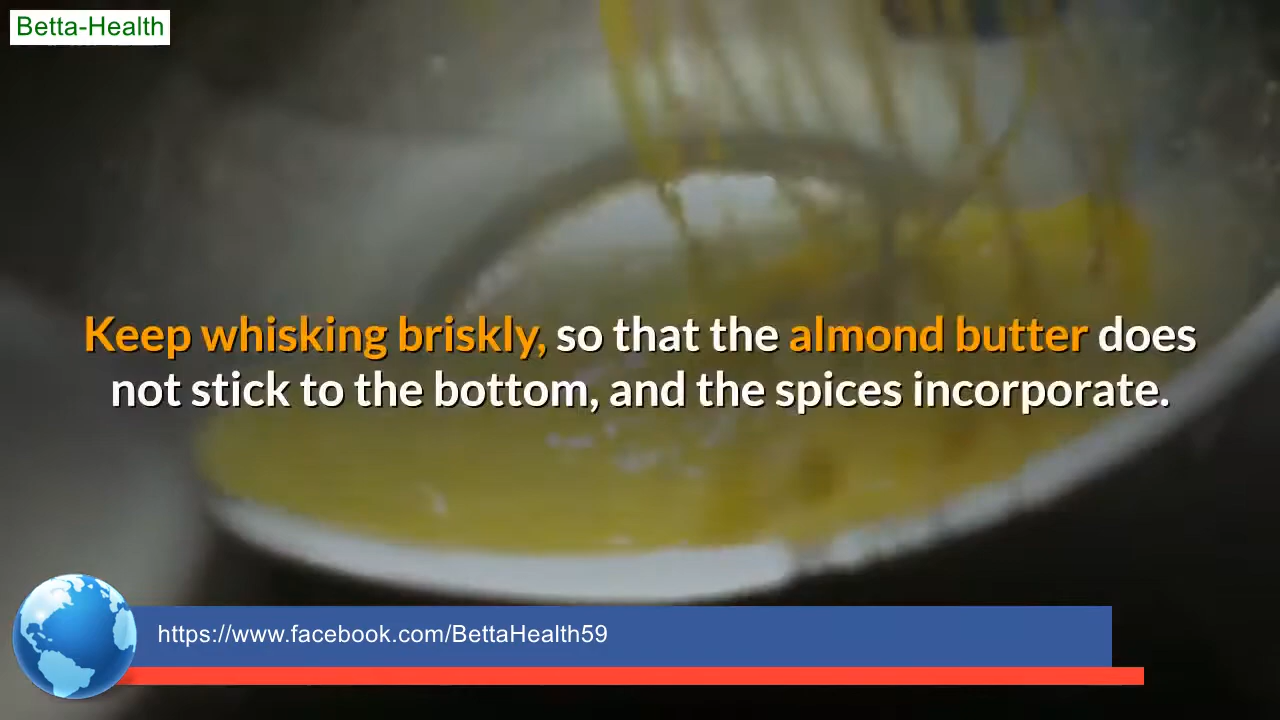 Betta-Health
Keep whisking briskly, so that the almond butter does
not stick to the bottom, and the spices incorporate.
https://www.facebook.com/BettaHealth59